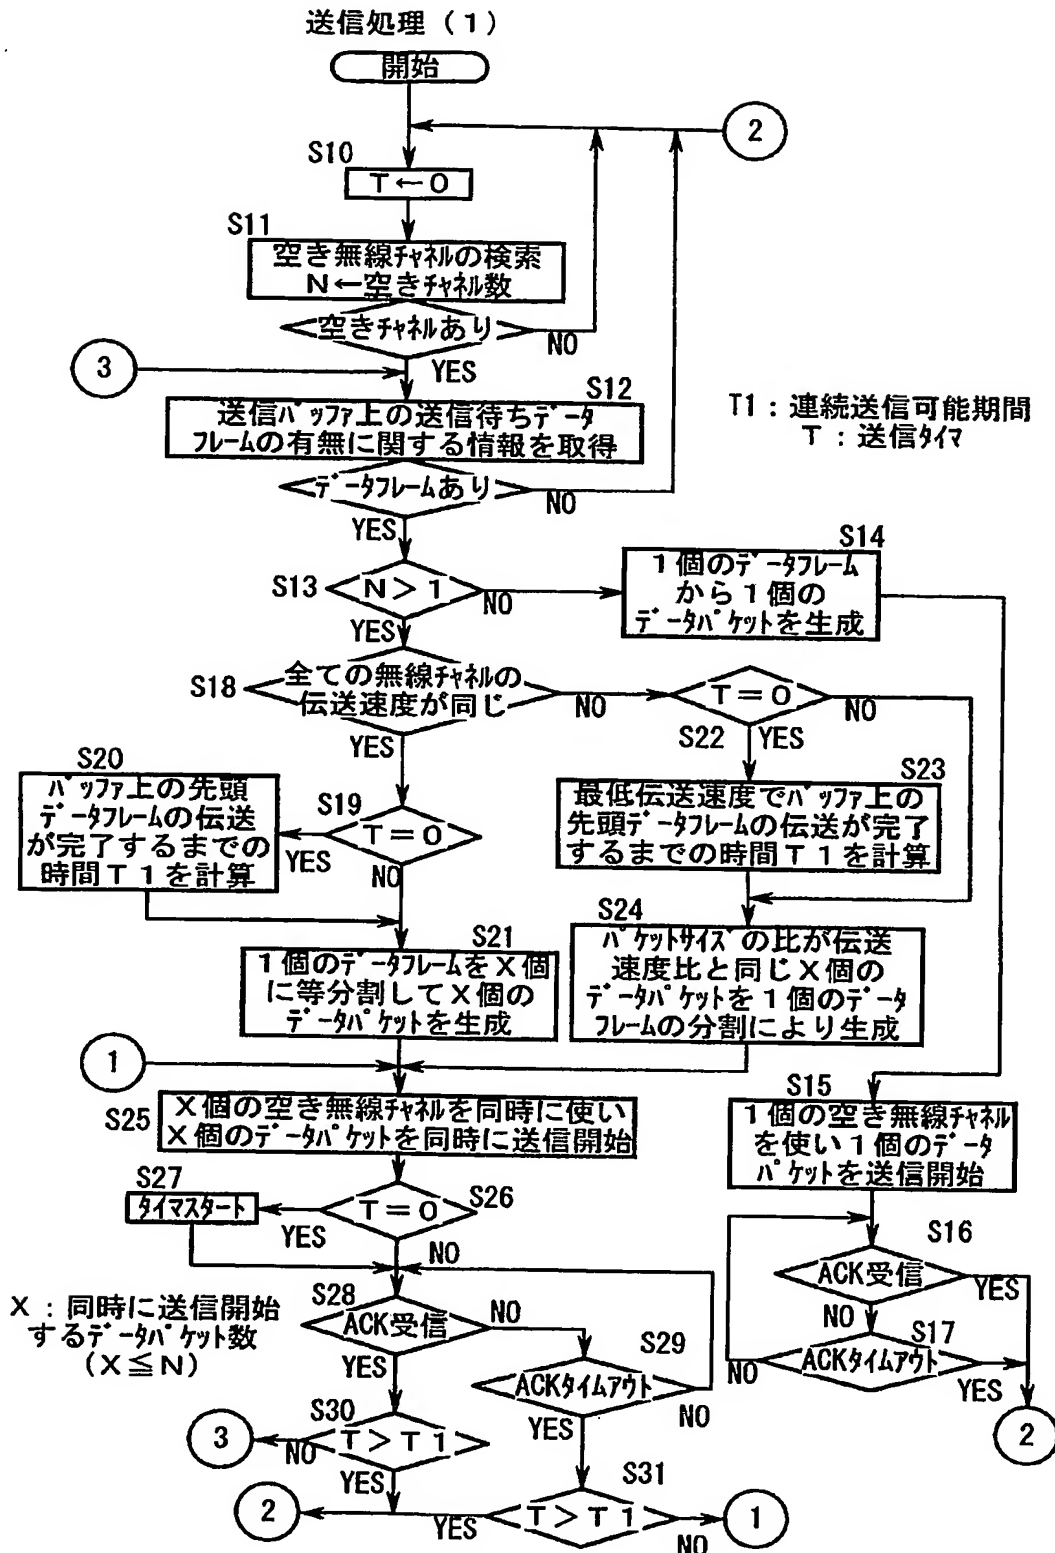 送信処理（１）
開始
2
S10
T←0
S11
空き無線ﾁｬﾈﾙの検索
N←空きﾁｬﾈﾙ数
空きﾁｬﾈﾙあり
NO
YES
3
S12
送信ﾊﾞｯﾌｧ上の送信待ちﾃﾞｰﾀ
ﾌﾚｰﾑの有無に関する情報を取得
T1：連続送信可能期間
T：送信ﾀｲﾏ
ﾃﾞｰﾀﾌﾚｰﾑあり
NO
YES
S13
N＞1
NO
YES
S14
1個のﾃﾞｰﾀﾌﾚｰﾑ
から1個の
ﾃﾞｰﾀﾊﾟｹｯﾄを生成
S18
全ての無線ﾁｬﾈﾙの
伝送速度が同じ
NO
YES
T＝0
NO
S22
YES
S20
ﾊﾞｯﾌｧ上の先頭
ﾃﾞｰﾀﾌﾚｰﾑの伝送
が完了するまでの
時間T1を計算
S19
T＝0
YES
NO
S23
最低伝送速度でﾊﾞｯﾌｧ上の
先頭ﾃﾞｰﾀﾌﾚｰﾑの伝送が完了
するまでの時間T1を計算
S21
1個のﾃﾞｰﾀﾌﾚｰﾑをX個
に等分割してX個の
ﾃﾞｰﾀﾊﾟｹｯﾄを生成
S24
ﾊﾟｹｯﾄｻｲｽﾞの比が伝送
速度比と同じX個の
ﾃﾞｰﾀﾊﾟｹｯﾄを1個のﾃﾞｰﾀ
ﾌﾚｰﾑの分割により生成
1
S25
X個の空き無線ﾁｬﾈﾙを同時に使い
X個のﾃﾞｰﾀﾊﾟｹｯﾄを同時に送信開始
S15
1個の空き無線ﾁｬﾈﾙ
を使い1個のﾃﾞｰﾀ
ﾊﾟｹｯﾄを送信開始
S27
ﾀｲﾏｽﾀｰﾄ
T＝0
S26
YES
NO
S16
ACK受信
YES
NO
S17
ACKﾀｲﾑｱｳﾄ
NO
YES
2
X：同時に送信開始
するﾃﾞｰﾀﾊﾟｹｯﾄ数
（X≦N）
S28
ACK受信
NO
YES
S29
ACKﾀｲﾑｱｳﾄ
NO
YES
S30
T＞T1
3
NO
YES
S31
T＞T1
2
YES
NO
1